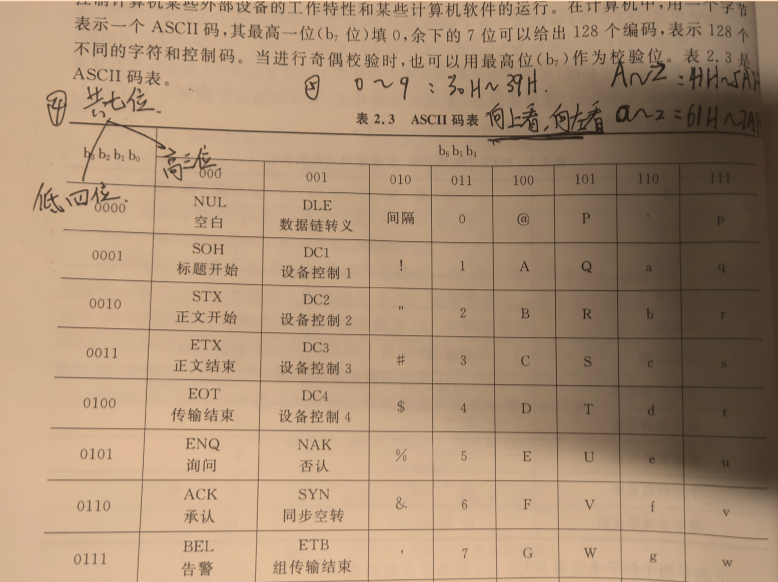 控制计算机某些外部设备的工作特性和某些计算机软件的运行。在计算机中，用一个字节
表示一个 ASCII 码，其最高一位(b₇ 位)填 0，余下的 7 位可以给出 128 个编码，表示 128 个
不同的字符和控制码。当进行奇偶校验时，也可以用最高位(b₇)作为校验位。表 2.3 是
ASCII 码表。
0～9：30H～39H. A～Z：41H～5AH
④ 共七位.
表 2.3 ASCII 码表 向上看，向左看 a～z=61H～7AH
b₃ b₂ b₁ b₀ 高三位 b₆ b₅ b₄
000 001 010 011 100 101 110 111
低四位.
0000 NUL 空白 DLE 数据链转义 间隔 0 @ P ` p
0001 SOH 标题开始 DC1 设备控制 1 ! 1 A Q a q
0010 STX 正文开始 DC2 设备控制 2 " 2 B R b r
0011 ETX 正文结束 DC3 设备控制 3 # 3 C S c s
0100 EOT 传输结束 DC4 设备控制 4 $ 4 D T d t
0101 ENQ 询问 NAK 否认 % 5 E U e u
0110 ACK 承认 SYN 同步空转 &. 6 F V f v
0111 BEL 告警 ETB 组传输结束 ' 7 G W g w